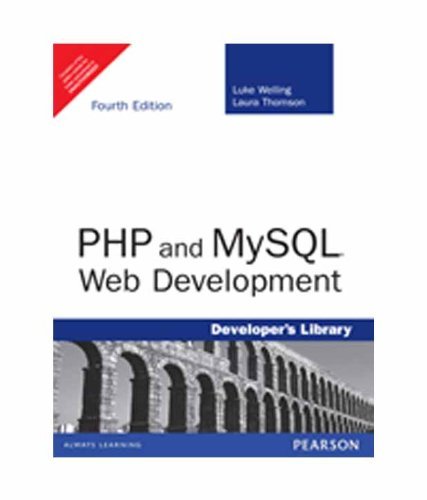 Luke Welling
Laura Thomson
Fourth Edition
PHP and MySQL
Web Development
Developer's Library
ALWAYS LEARNING
PEARSON